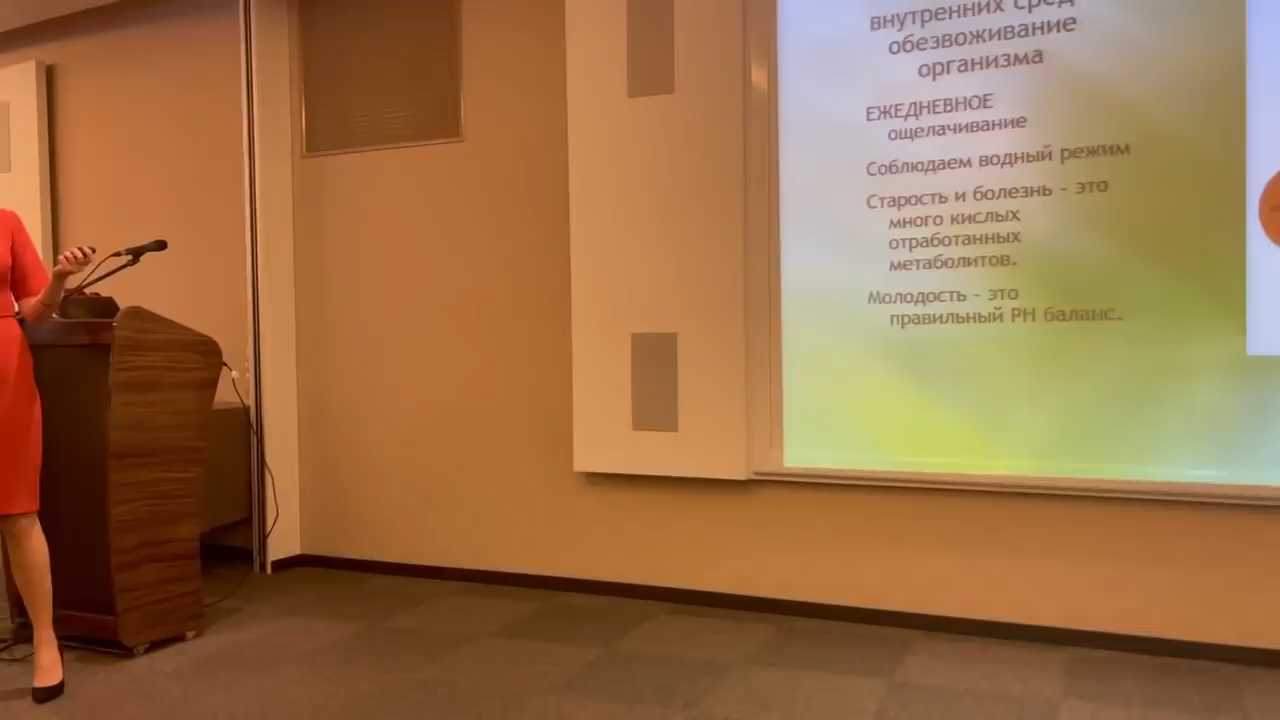 внутренних сред
обезвоживание
организма
ЕЖЕДНЕВНОЕ
ощелачивание
Соблюдаем водный режим
Старость и болезнь - это
много кислых
отработанных
метаболитов.
Молодость - это
правильный РН баланс.